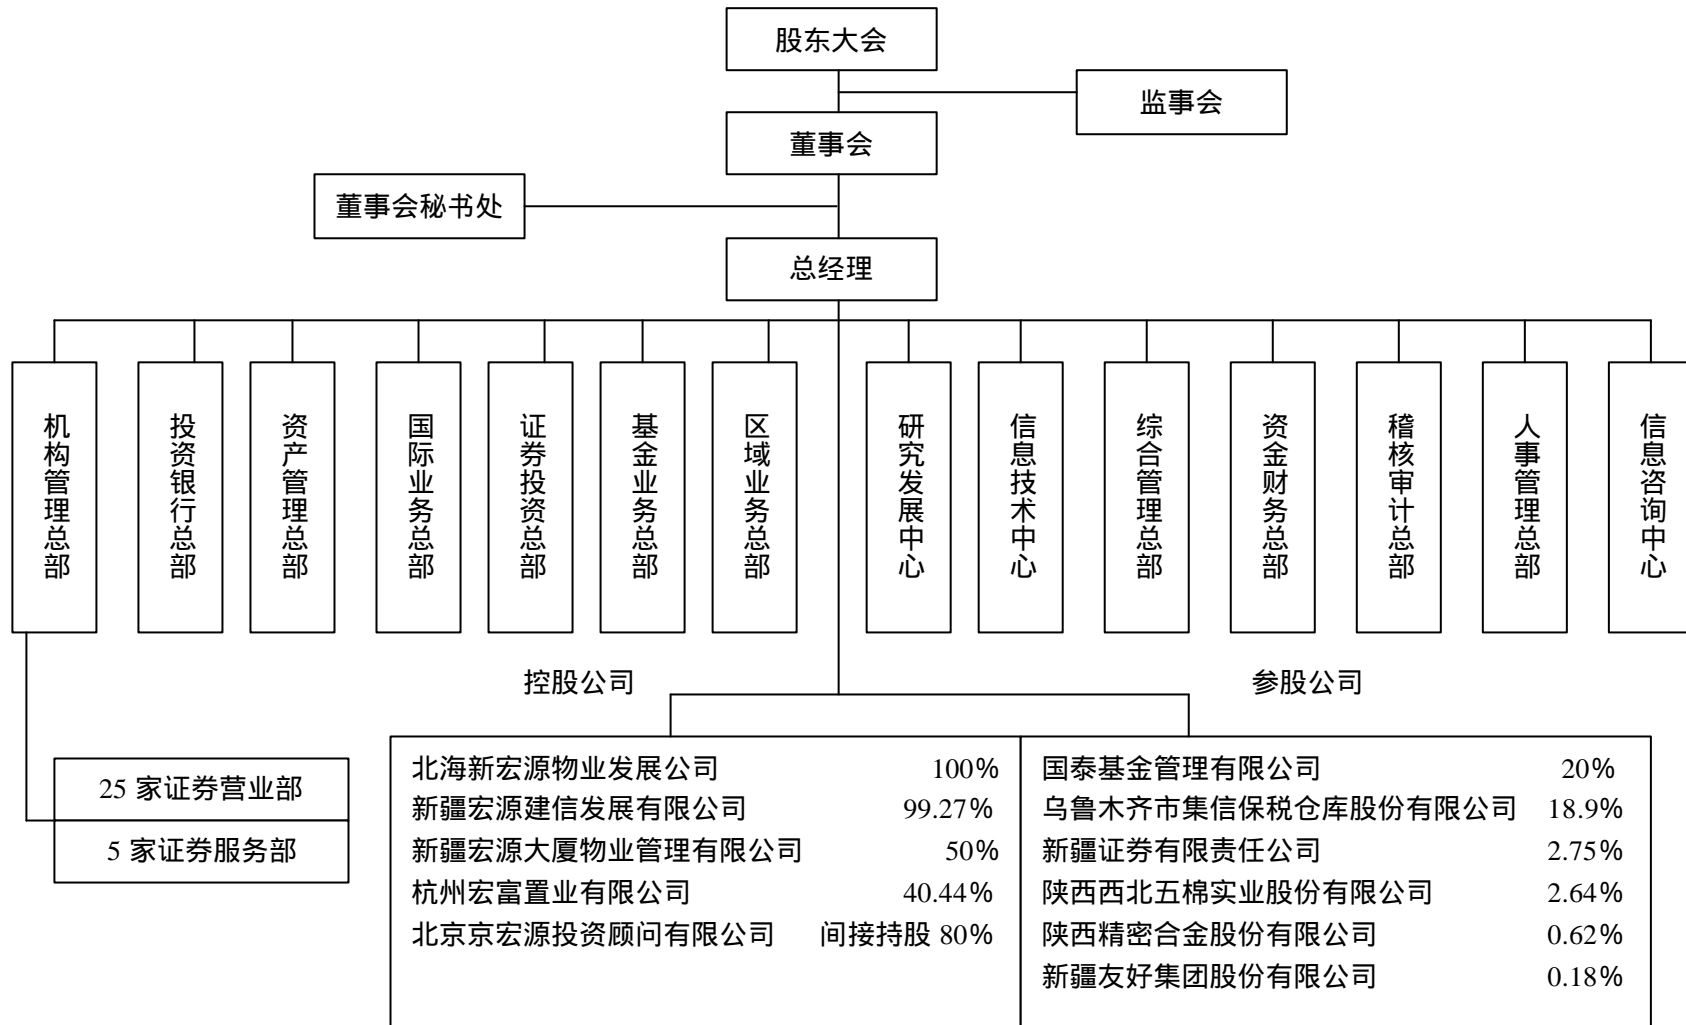 股东大会
监事会
董事会
董事会秘书处
总经理
机构管理总部
投资银行总部
资产管理总部
国际业务总部
证券投资总部
基金业务总部
区域业务总部
研究发展中心
信息技术中心
综合管理总部
资金财务总部
稽核审计总部
人事管理总部
信息咨询中心
控股公司
参股公司
25 家证券营业部
5 家证券服务部
北海新宏源物业发展公司 100%
新疆宏源建信发展有限公司 99.27%
新疆宏源大厦物业管理有限公司 50%
杭州宏富置业有限公司 40.44%
北京京宏源投资顾问有限公司 间接持股 80%
国泰基金管理有限公司 20%
乌鲁木齐市集信保税仓库股份有限公司 18.9%
新疆证券有限责任公司 2.75%
陕西西北五棉实业股份有限公司 2.64%
陕西精密合金股份有限公司 0.62%
新疆友好集团股份有限公司 0.18%